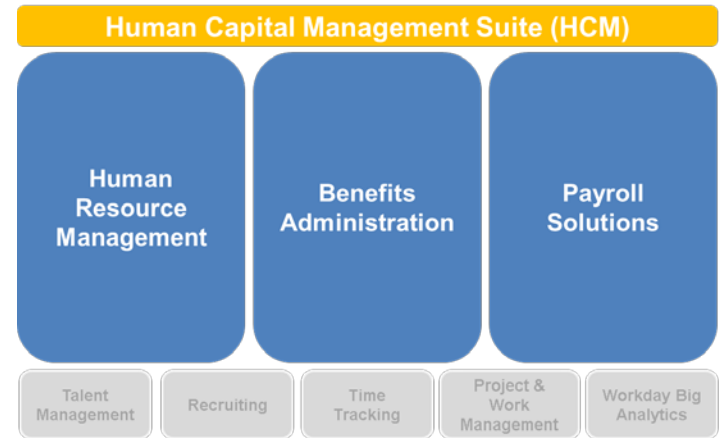 Human Capital Management Suite (HCM)
Human
Resource
Management
Benefits
Administration
Payroll
Solutions
Talent
Management
Recruiting
Time
Tracking
Project &
Work
Management
Workday Big
Analytics